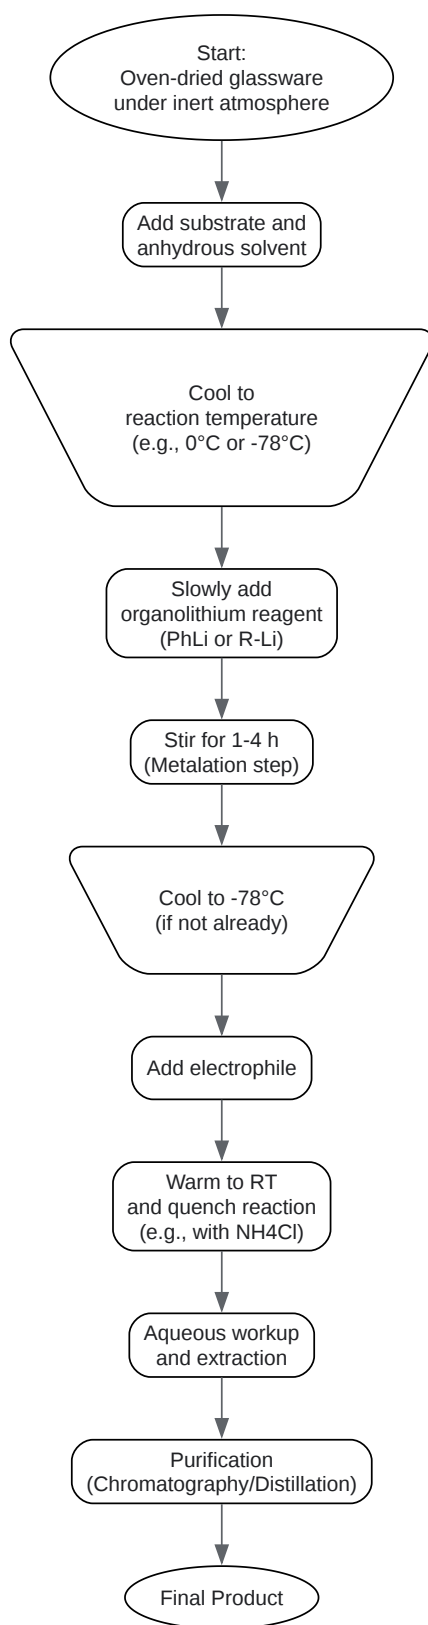 Start:
Oven-dried glassware
under inert atmosphere
Add substrate and
anhydrous solvent
Cool to
reaction temperature
(e.g., 0°C or -78°C)
Slowly add
organolithium reagent
(PhLi or R-Li)
Stir for 1-4 h
(Metalation step)
Cool to -78°C
(if not already)
Add electrophile
Warm to RT
and quench reaction
(e.g., with NH4Cl)
Aqueous workup
and extraction
Purification
(Chromatography/Distillation)
Final Product